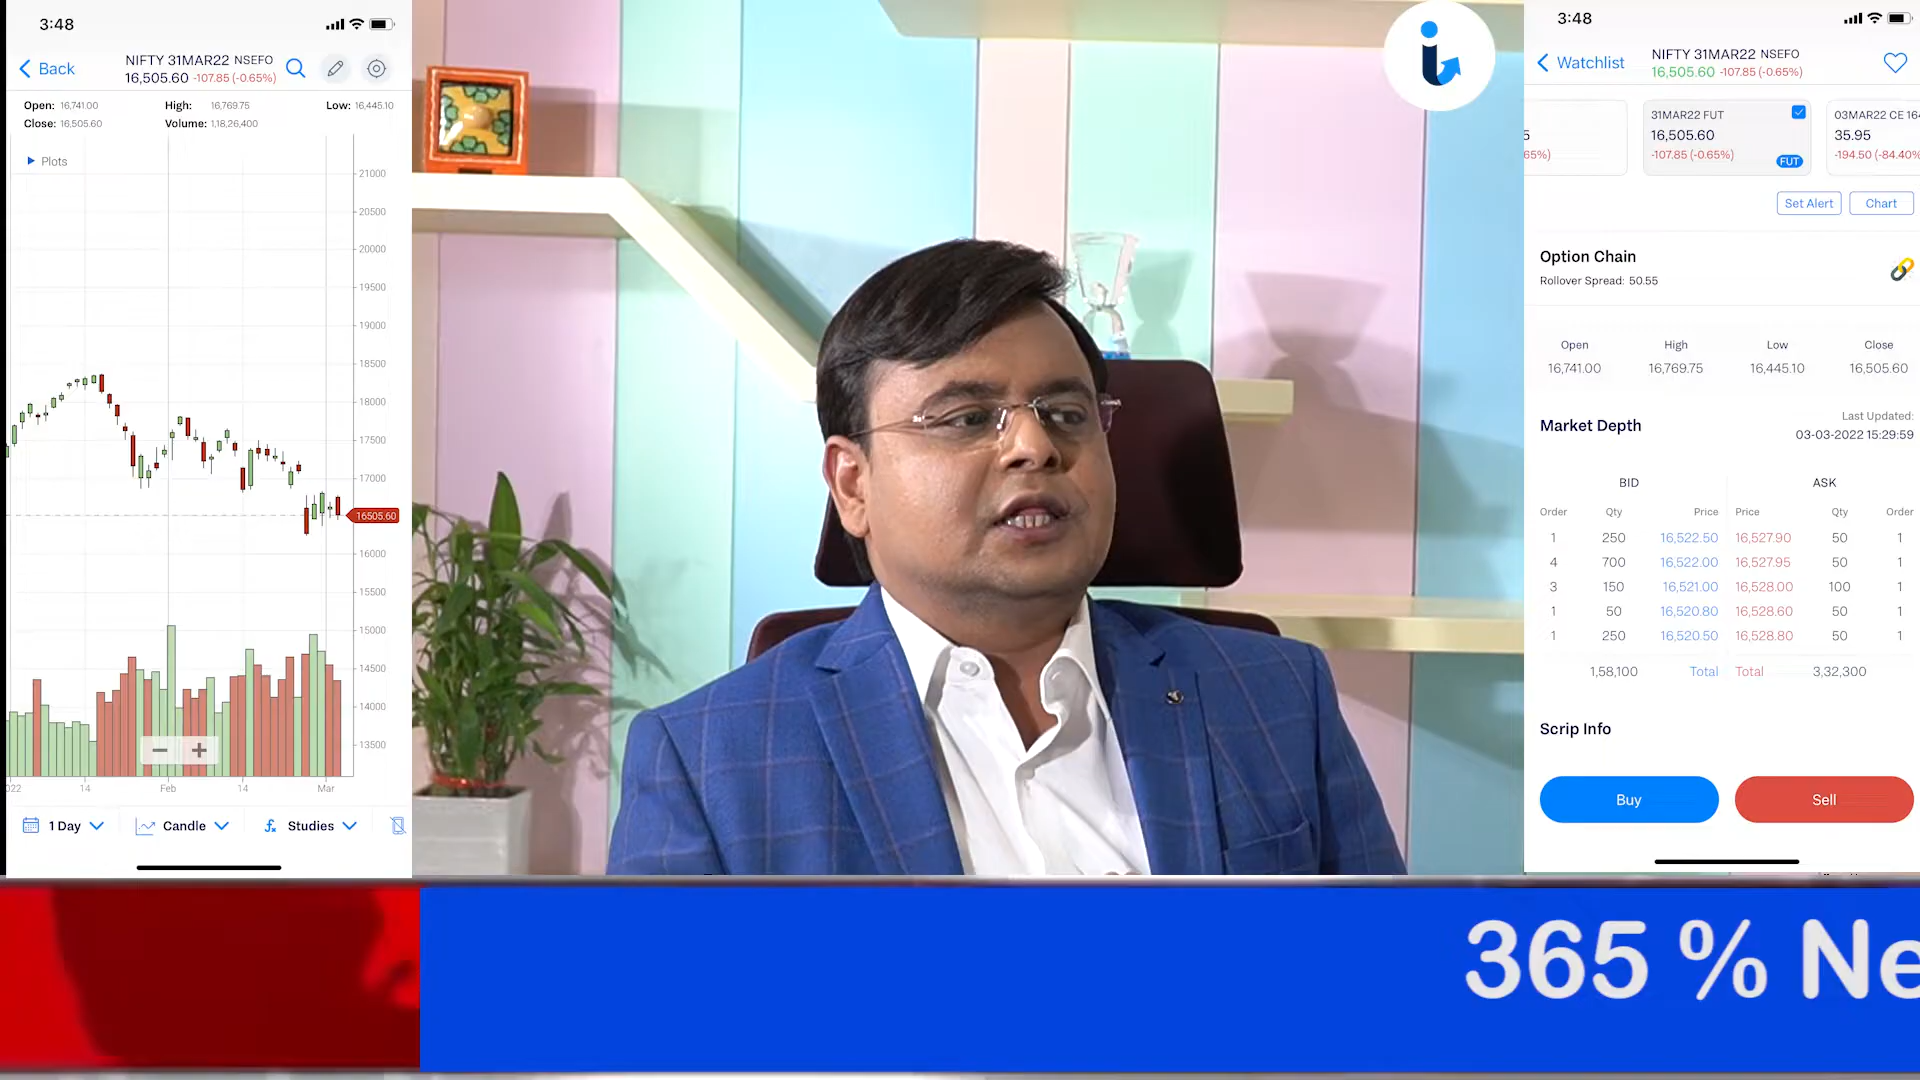 3:48
Back
NIFTY 31MAR22 NSEFO
16,505.60 -107.85 (-0.65%)
Open: 16,741.00 High: 16,769.75 Low: 16,445.10
Close: 16,505.60 Volume: 1,18,26,400
Plots
21000
20500
20000
19500
19000
18500
18000
17500
17000
16505.60
16000
15500
15000
14500
14000
13500
022 14 Feb 14 Mar
1 Day Candle Studies
3:48
Watchlist
NIFTY 31MAR22 NSEFO
16,505.60 -107.85 (-0.65%)
5
65%)
31MAR22 FUT
16,505.60
-107.85 (-0.65%)
FUT
03MAR22 CE 164
35.95
-194.50 (-84.40%
Set Alert Chart
Option Chain
Rollover Spread: 50.55
Open High Low Close
16,741.00 16,769.75 16,445.10 16,505.60
Market Depth
Last Updated:
03-03-2022 15:29:59
BID ASK
Order Qty Price Price Qty Order
1 250 16,522.50 16,527.90 50 1
4 700 16,522.00 16,527.95 50 1
3 150 16,521.00 16,528.00 100 1
1 50 16,520.80 16,528.60 50 1
1 250 16,520.50 16,528.80 50 1
1,58,100 Total Total 3,32,300
Scrip Info
Buy Sell
365 % Ne